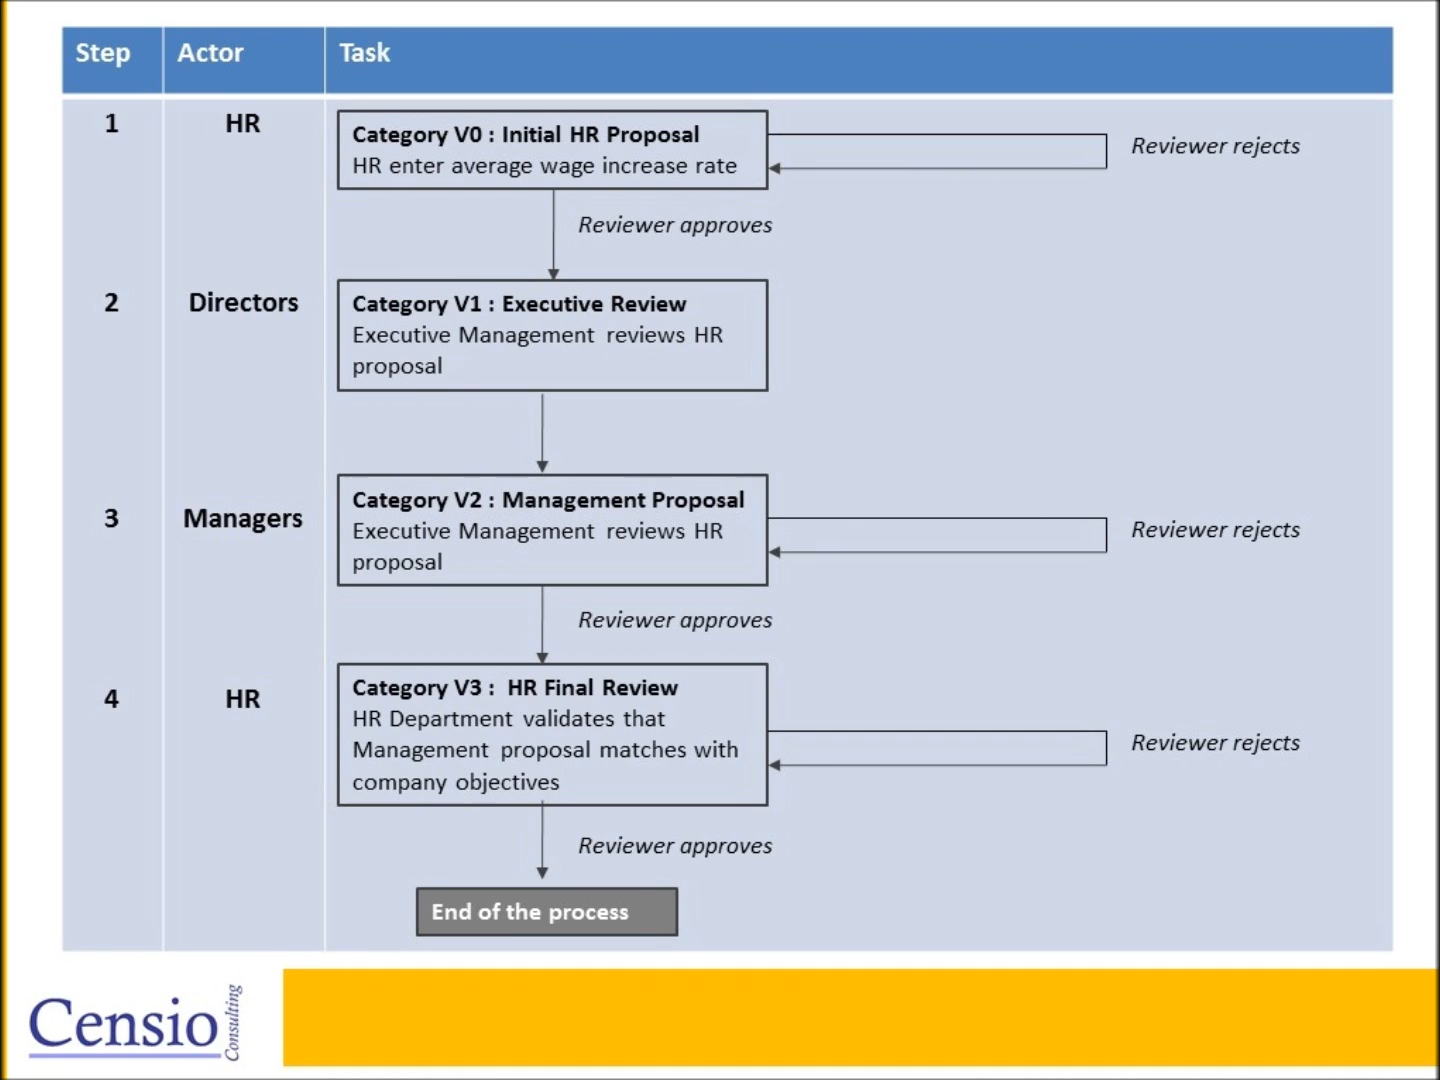 Step Actor Task
1 HR Category V0 : Initial HR Proposal
HR enter average wage increase rate
Reviewer rejects
Reviewer approves
2 Directors Category V1 : Executive Review
Executive Management reviews HR
proposal
3 Managers Category V2 : Management Proposal
Executive Management reviews HR
proposal
Reviewer rejects
Reviewer approves
4 HR Category V3 : HR Final Review
HR Department validates that
Management proposal matches with
company objectives
Reviewer rejects
Reviewer approves
End of the process
Censio
Consulting